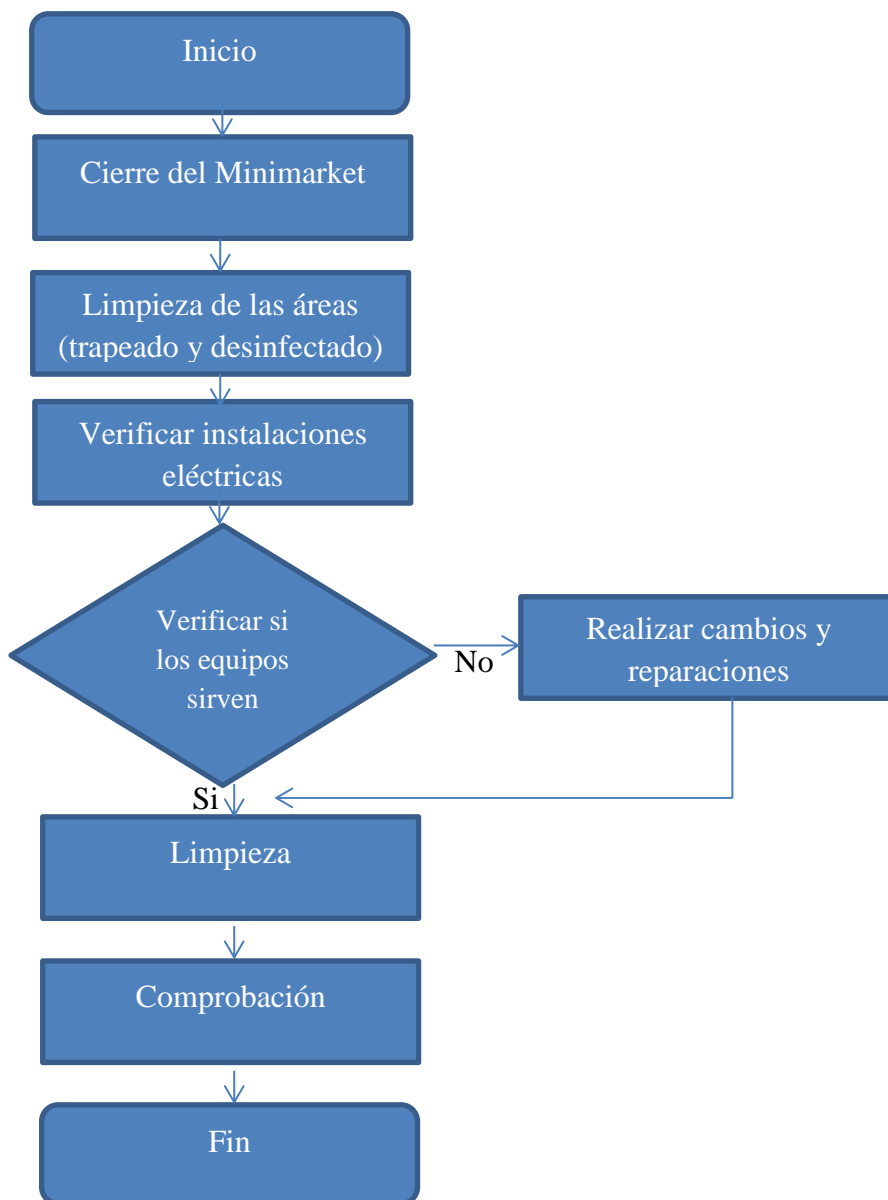 Inicio
Cierre del Minimarket
Limpieza de las áreas
(trapeado y desinfectado)
Verificar instalaciones
eléctricas
Verificar si
los equipos
sirven
No
Realizar cambios y
reparaciones
Si
Limpieza
Comprobación
Fin